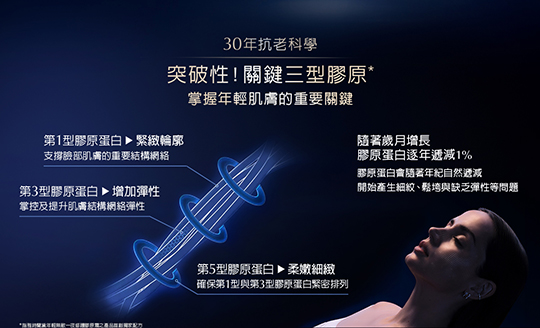 30年抗老科學
突破性！關鍵三型膠原*
掌握年輕肌膚的重要關鍵
第1型膠原蛋白▶緊緻輪廓
支撐臉部肌膚的重要結構網絡
第3型膠原蛋白▶增加彈性
掌控及提升肌膚結構網絡彈性
第5型膠原蛋白▶柔嫩細緻
確保第1型與第3型膠原蛋白緊密排列
隨著歲月增長
膠原蛋白逐年遞減1%
膠原蛋白會隨著年紀自然遞減
開始產生細紋、鬆垮與缺乏彈性等問題